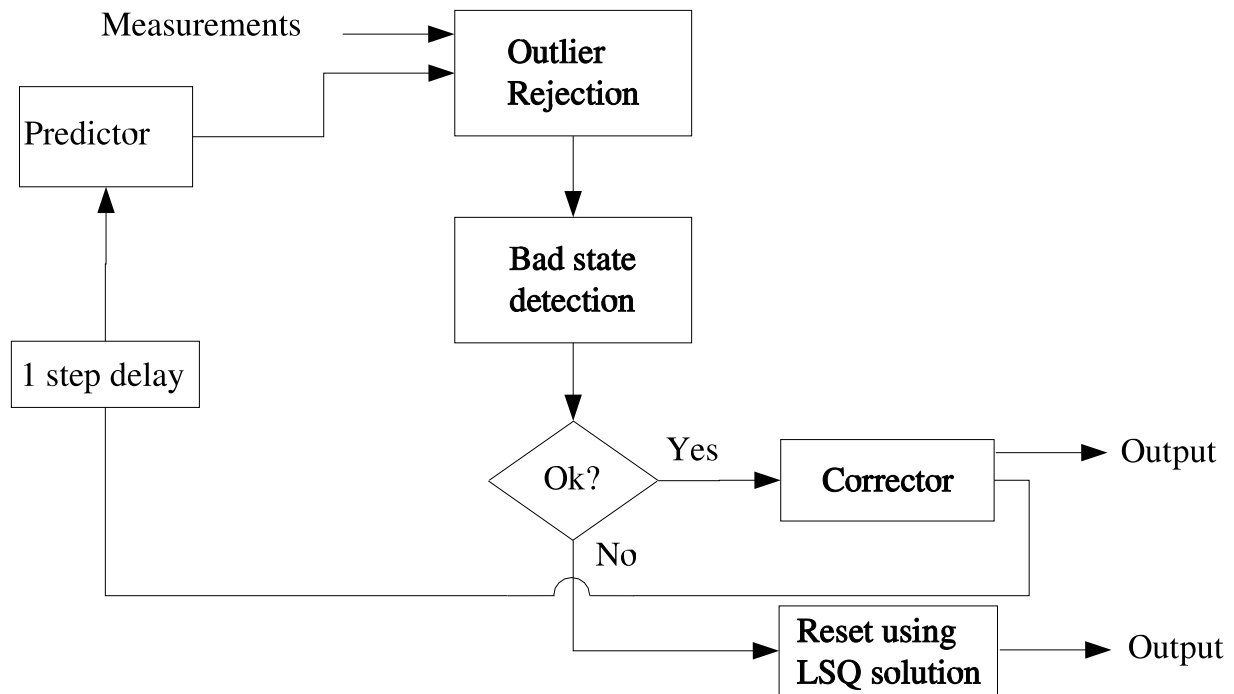 Measurements
Outlier
Rejection
Predictor
Bad state
detection
1 step delay
Ok?
Yes
Corrector
Output
No
Reset using
LSQ solution
Output